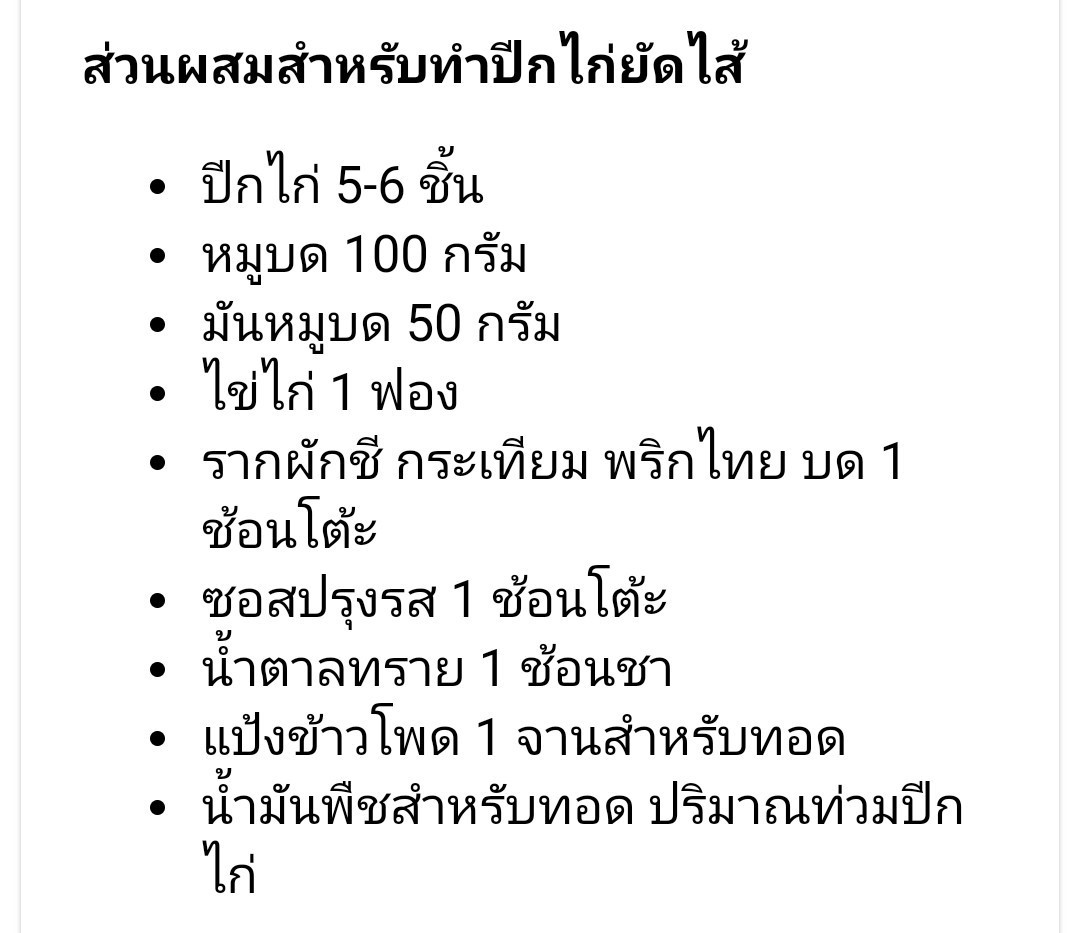 ส่วนผสมสำหรับทำปีกไก่ยัดไส้
• ปีกไก่ 5-6 ชิ้น
• หมูบด 100 กรัม
• มันหมูบด 50 กรัม
• ไข่ไก่ 1 ฟอง
• รากผักชี กระเทียม พริกไทย บด 1
ช้อนโต้ะ
• ซอสปรุงรส 1 ช้อนโต้ะ
• น้ำตาลทราย 1 ช้อนชา
• แป้งข้าวโพด 1 จานสำหรับทอด
• น้ำมันพืชสำหรับทอด ปริมาณท่วมปีก
ไก่